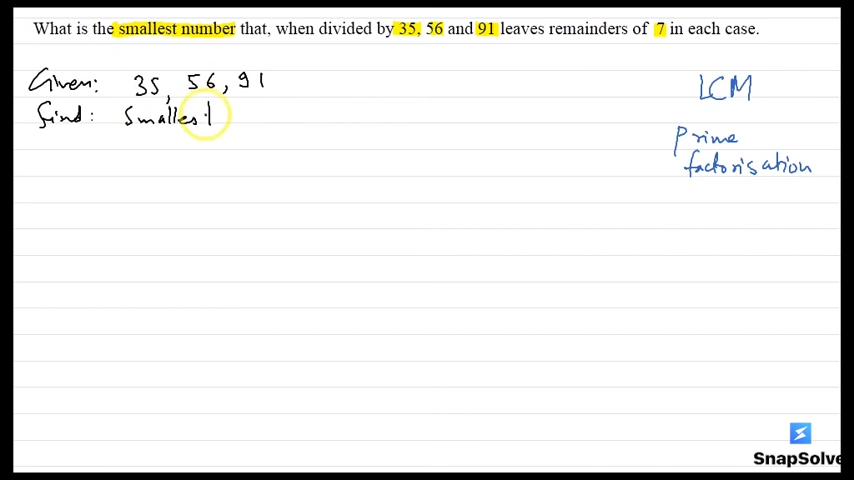 What is the smallest number that, when divided by 35, 56 and 91 leaves remainders of 7 in each case.
Given: 35, 56, 91
find: Smallest
LCM
Prime
factorisation
SnapSolve